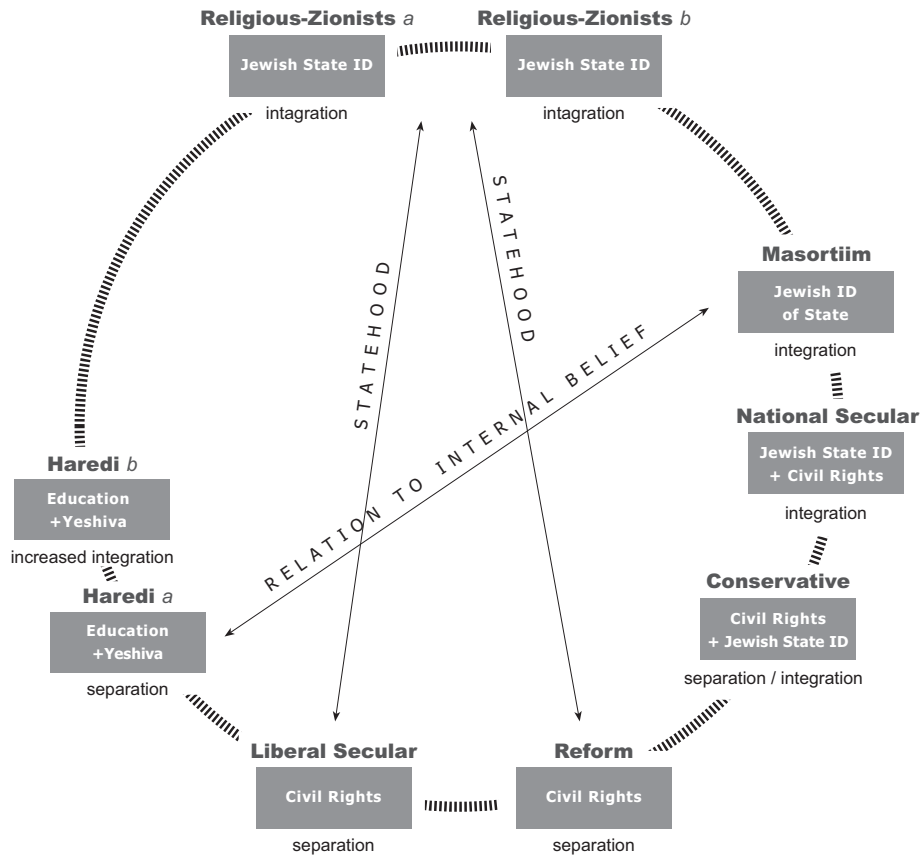 Religious-Zionists a
Jewish State ID
intagration
Religious-Zionists b
Jewish State ID
intagration
Masortiim
Jewish ID
of State
integration
National Secular
Jewish State ID
+ Civil Rights
integration
Conservative
Civil Rights
+ Jewish State ID
separation / integration
Reform
Civil Rights
separation
Liberal Secular
Civil Rights
separation
Haredi a
Education
+Yeshiva
separation
Haredi b
Education
+Yeshiva
increased integration
STATEHOOD
STATEHOOD
RELATION TO INTERNAL BELIEF